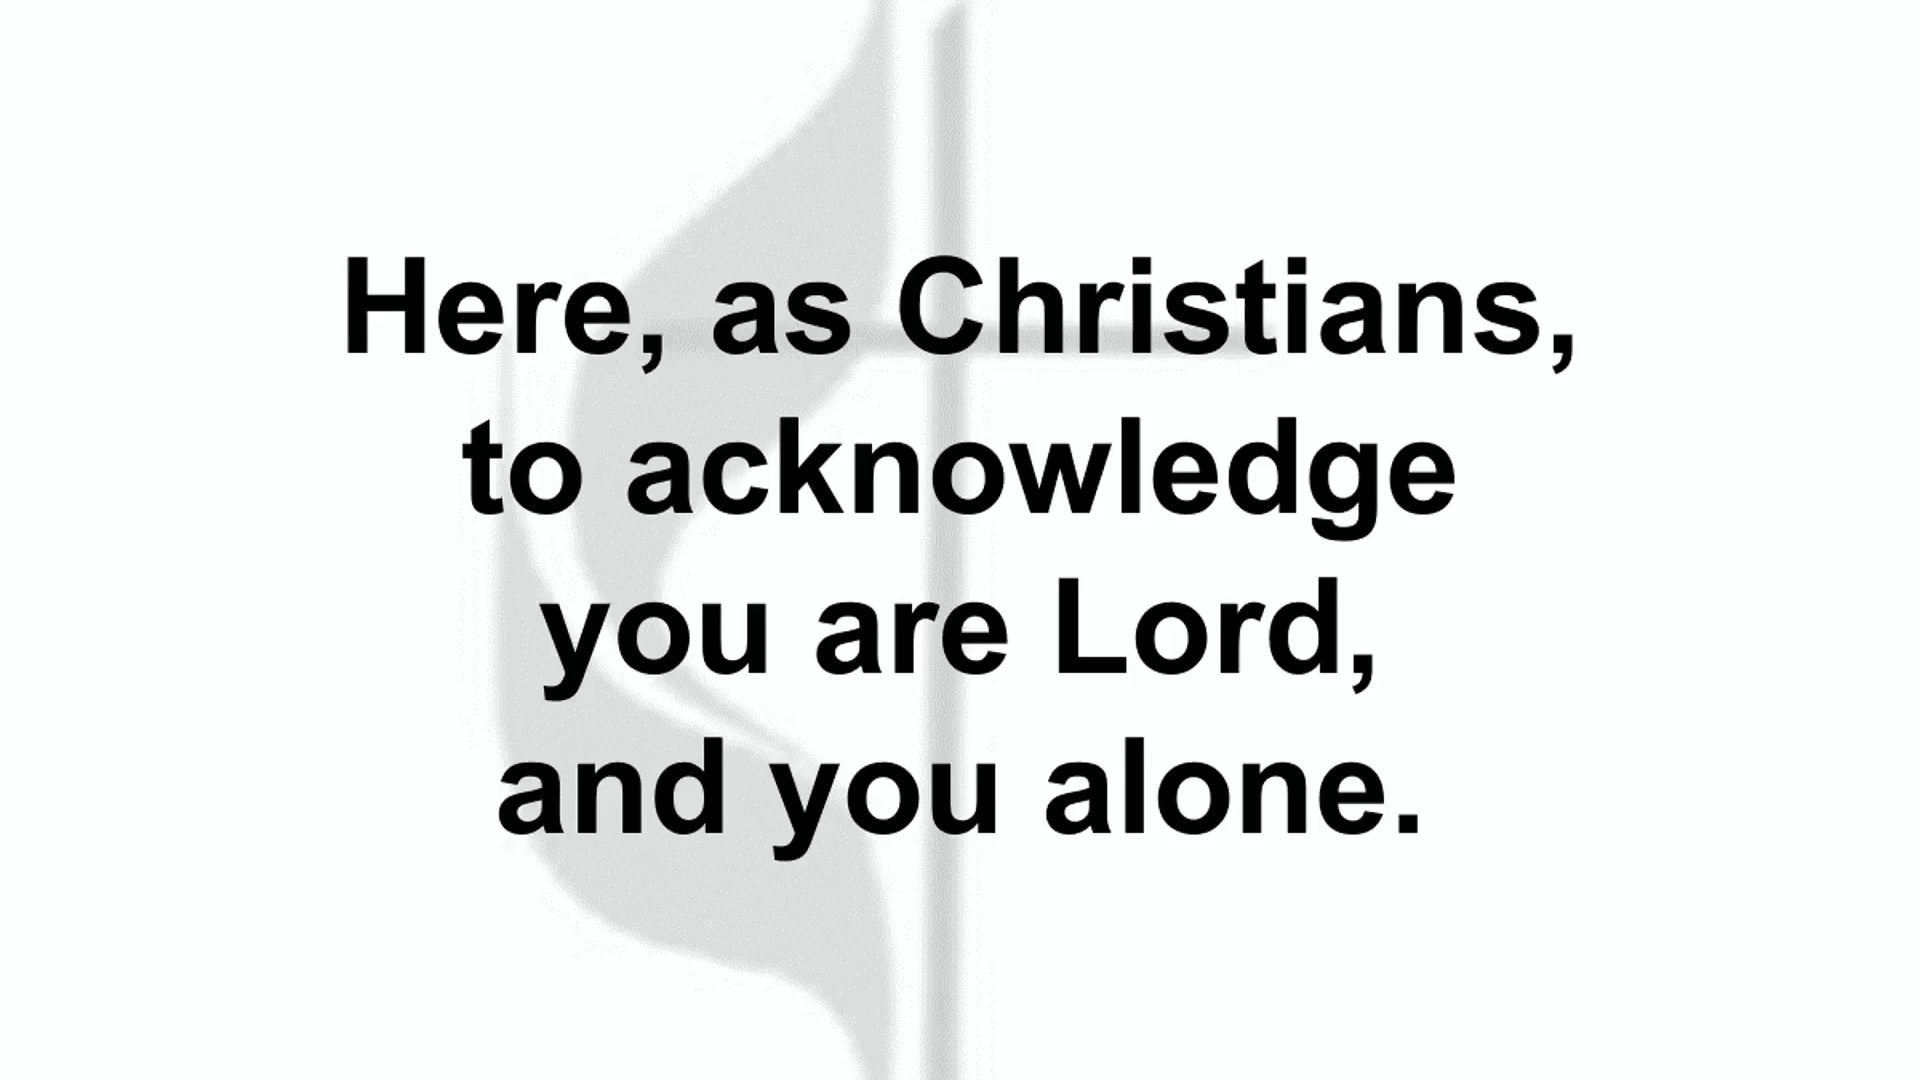 Here, as Christians,
to acknowledge
you are Lord,
and you alone.